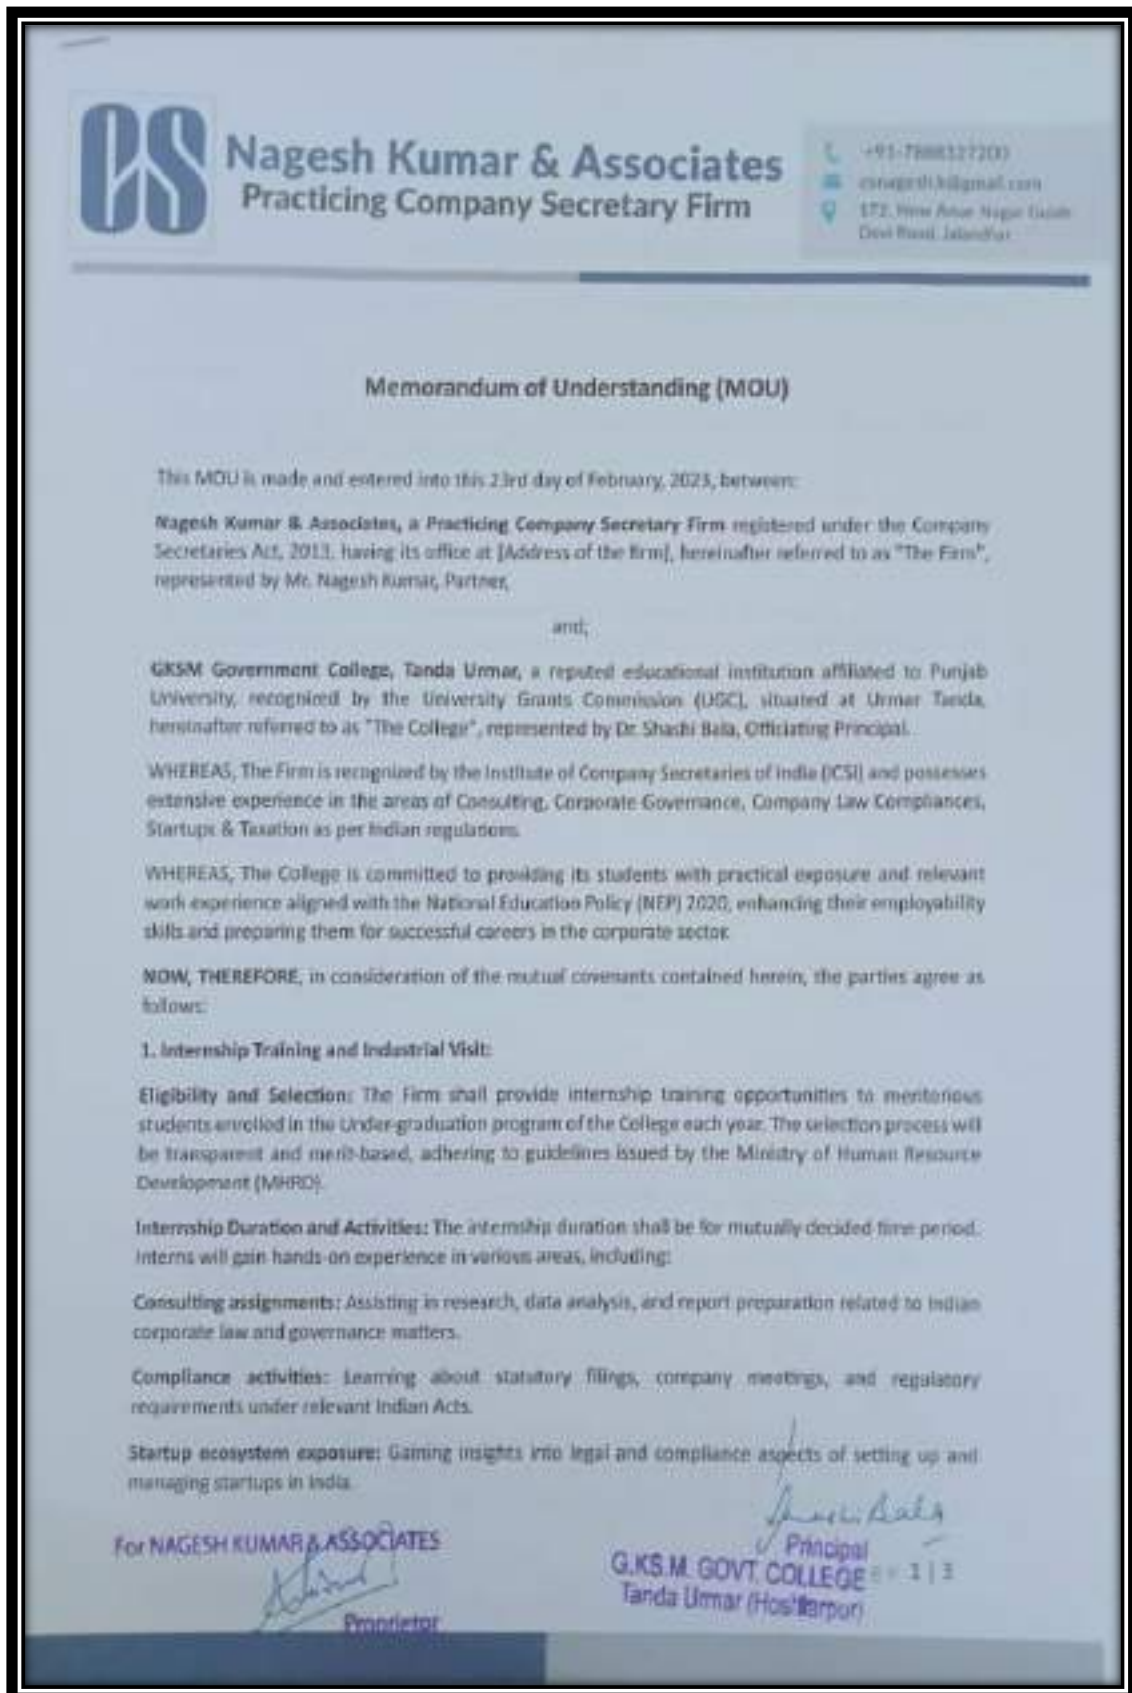 CS
Nagesh Kumar & Associates
Practicing Company Secretary Firm
+91-7888327200
csnagesh.k@gmail.com
172, New Amar Nagar Gulab
Devi Road, Jalandhar
Memorandum of Understanding (MOU)
This MOU is made and entered into this 23rd day of February, 2023, between:
Nagesh Kumar & Associates, a Practicing Company Secretary Firm registered under the Company
Secretaries Act, 2013, having its office at [Address of the firm], hereinafter referred to as "The Firm",
represented by Mr. Nagesh Kumar, Partner,
and;
GKSM Government College, Tanda Urmar, a reputed educational institution affiliated to Punjab
University, recognized by the University Grants Commission (UGC), situated at Urmar Tanda,
hereinafter referred to as "The College", represented by Dr. Shashi Bala, Officiating Principal.
WHEREAS, The Firm is recognized by the Institute of Company Secretaries of India (ICSI) and possesses
extensive experience in the areas of Consulting, Corporate Governance, Company Law Compliances,
Startups & Taxation as per Indian regulations.
WHEREAS, The College is committed to providing its students with practical exposure and relevant
work experience aligned with the National Education Policy (NEP) 2020, enhancing their employability
skills and preparing them for successful careers in the corporate sector.
NOW, THEREFORE, in consideration of the mutual covenants contained herein, the parties agree as
follows:
1. Internship Training and Industrial Visit:
Eligibility and Selection: The Firm shall provide internship training opportunities to meritorious
students enrolled in the Under-graduation program of the College each year. The selection process will
be transparent and merit-based, adhering to guidelines issued by the Ministry of Human Resource
Development (MHRD).
Internship Duration and Activities: The internship duration shall be for mutually decided time period.
Interns will gain hands-on experience in various areas, including:
Consulting assignments: Assisting in research, data analysis, and report preparation related to Indian
corporate law and governance matters.
Compliance activities: Learning about statutory filings, company meetings, and regulatory
requirements under relevant Indian Acts.
Startup ecosystem exposure: Gaining insights into legal and compliance aspects of setting up and
managing startups in India.
Shashi Bala
For NAGESH KUMAR & ASSOCIATES
Proprietor
Principal
G.K.S.M. GOVT. COLLEGE
1 | 3
Tanda Urmar (Hoshiarpur)